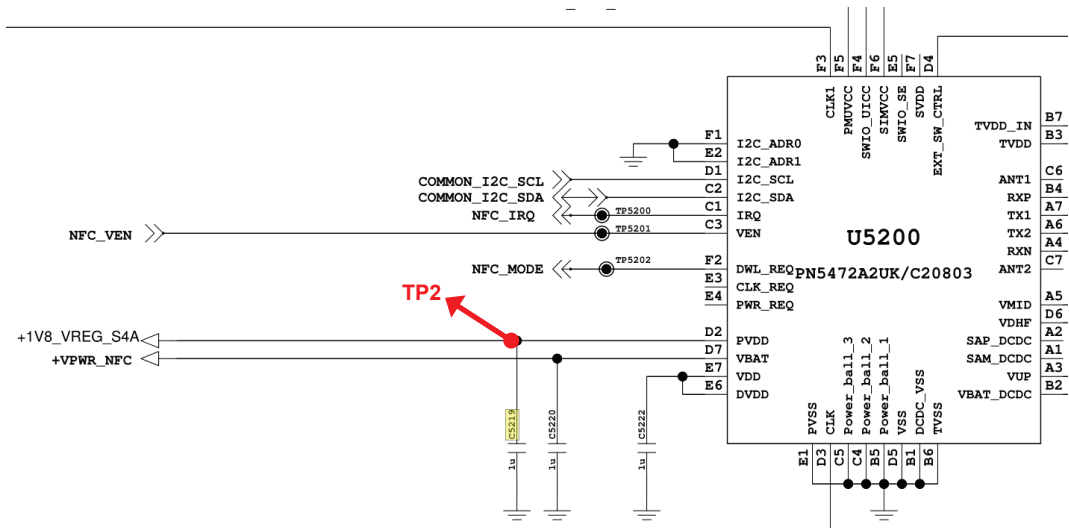 F3
F5
F4
F6
E5
F7
D4
CLK1
PMUVCC
SWIO_UICC
SIMVCC
SWIO_SE
SVDD
EXT_SW_CTRL
F1
I2C_ADR0
E2
I2C_ADR1
COMMON_I2C_SCL
D1
I2C_SCL
COMMON_I2C_SDA
C2
I2C_SDA
NFC_IRQ
TP5200
C1
IRQ
NFC_VEN
TP5201
C3
VEN
NFC_MODE
TP5202
F2
DWL_REQ
E3
CLK_REQ
E4
PWR_REQ
TP2
+1V8_VREG_S4A
D2
PVDD
+VPWR_NFC
D7
VBAT
E7
VDD
E6
DVDD
U5200
PN5472A2UK/C20803
TVDD_IN
B7
TVDD
B3
ANT1
C6
RXP
B4
TX1
A7
TX2
A6
RXN
A4
ANT2
C7
VMID
A5
VDHF
D6
SAP_DCDC
A2
SAM_DCDC
A1
VUP
A3
VBAT_DCDC
B2
C5219
1u
C5220
1u
C5222
1u
PVSS
CLK
Power_ball_3
Power_ball_2
Power_ball_1
VSS
DCDC_VSS
TVSS
E1
D3
C5
C4
B5
D5
B1
B6